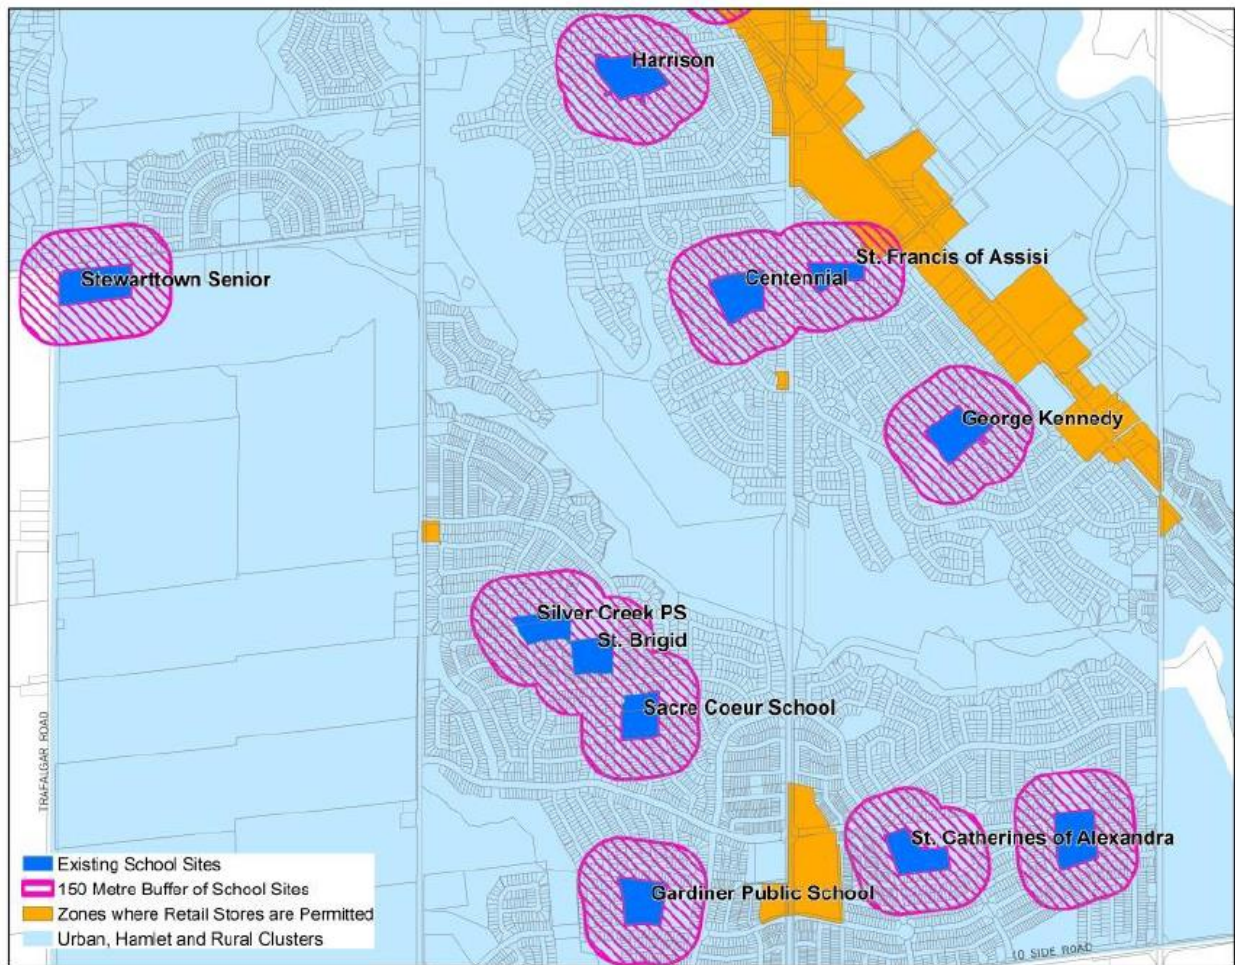 Harrison
St. Francis of Assisi
Stewarttown Senior
Centennial
George Kennedy
Silver Creek PS
St. Brigid
Sacre Coeur School
TRAFALGAR ROAD
St. Catherines of Alexandra
Gardiner Public School
Existing School Sites
150 Metre Buffer of School Sites
Zones where Retail Stores are Permitted
Urban, Hamlet and Rural Clusters
10 SIDE ROAD